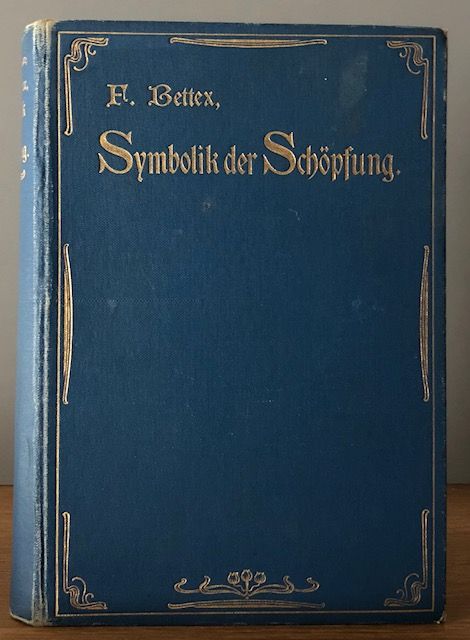 F. Bettex,
Symbolik der Schöpfung.